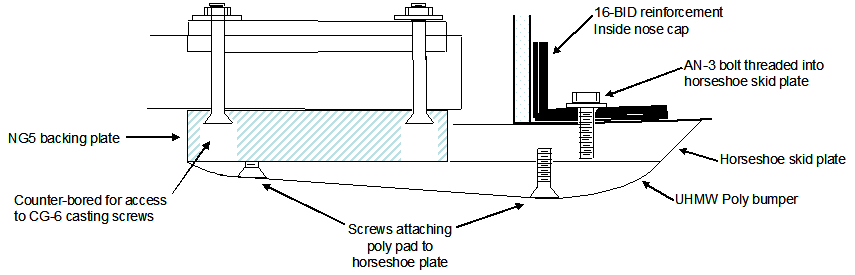 16-BID reinforcement
Inside nose cap
AN-3 bolt threaded into
horseshoe skid plate
NG5 backing plate
Horseshoe skid plate
Counter-bored for access
to CG-6 casting screws
UHMW Poly bumper
Screws attaching
poly pad to
horseshoe plate